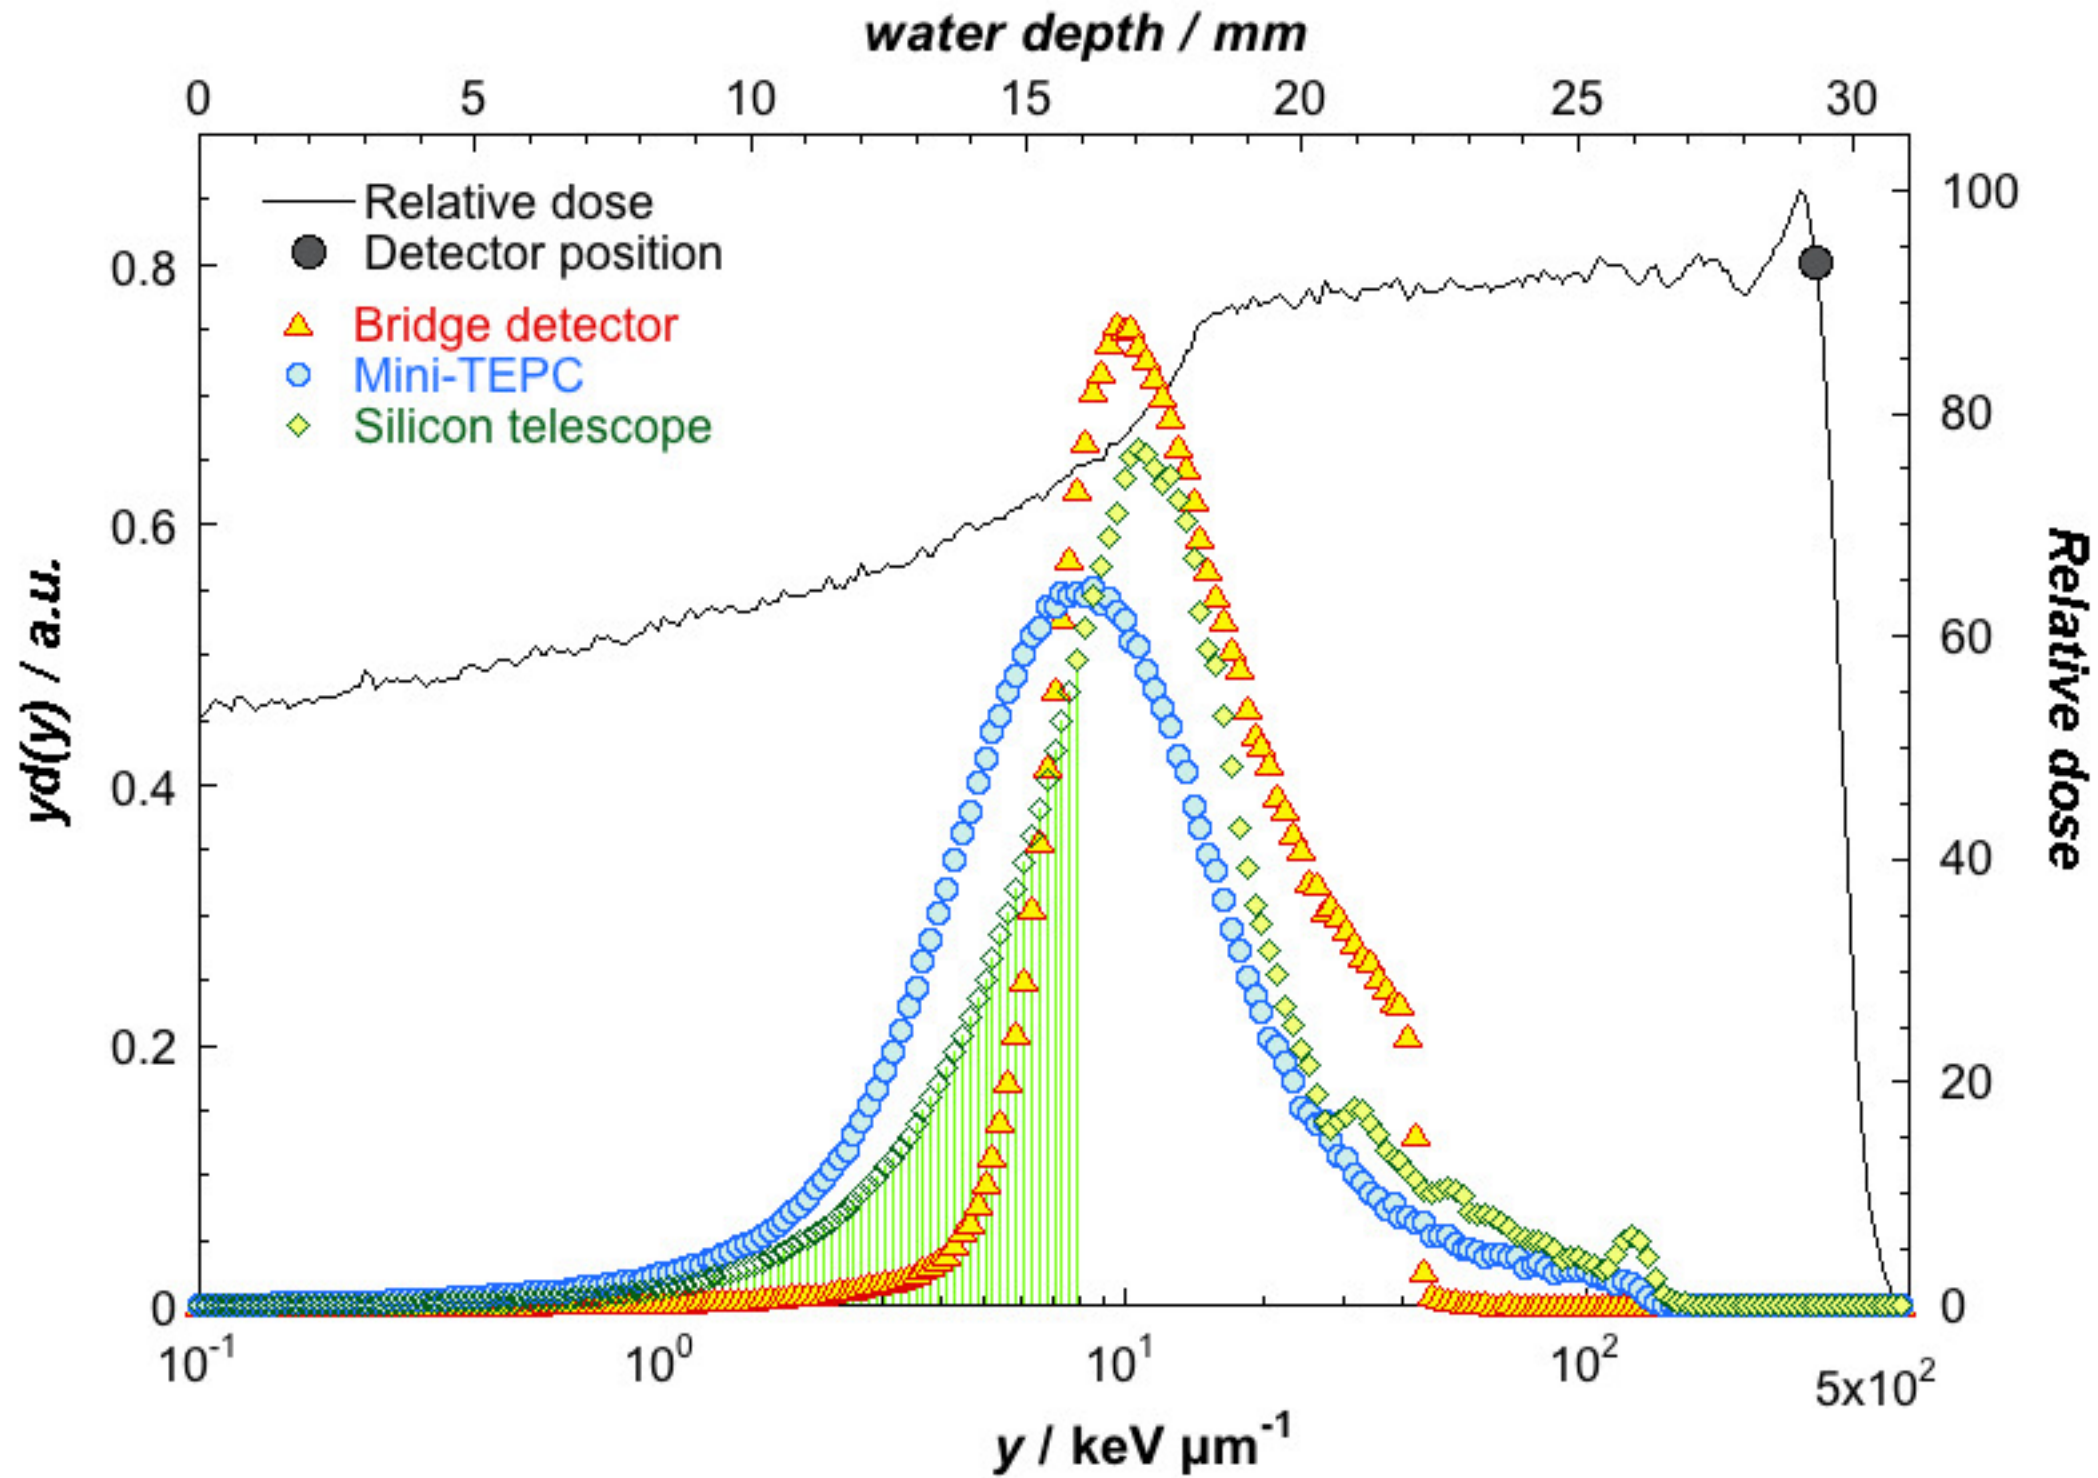 water depth / mm
0 5 10 15 20 25 30
Relative dose
Detector position
Bridge detector
Mini-TEPC
Silicon telescope
yd(y) / a.u.
0.8
0.6
0.4
0.2
0
100
80
60
40
20
0
Relative dose
10⁻¹ 10⁰ 10¹ 10² 5x10²
y / keV µm⁻¹